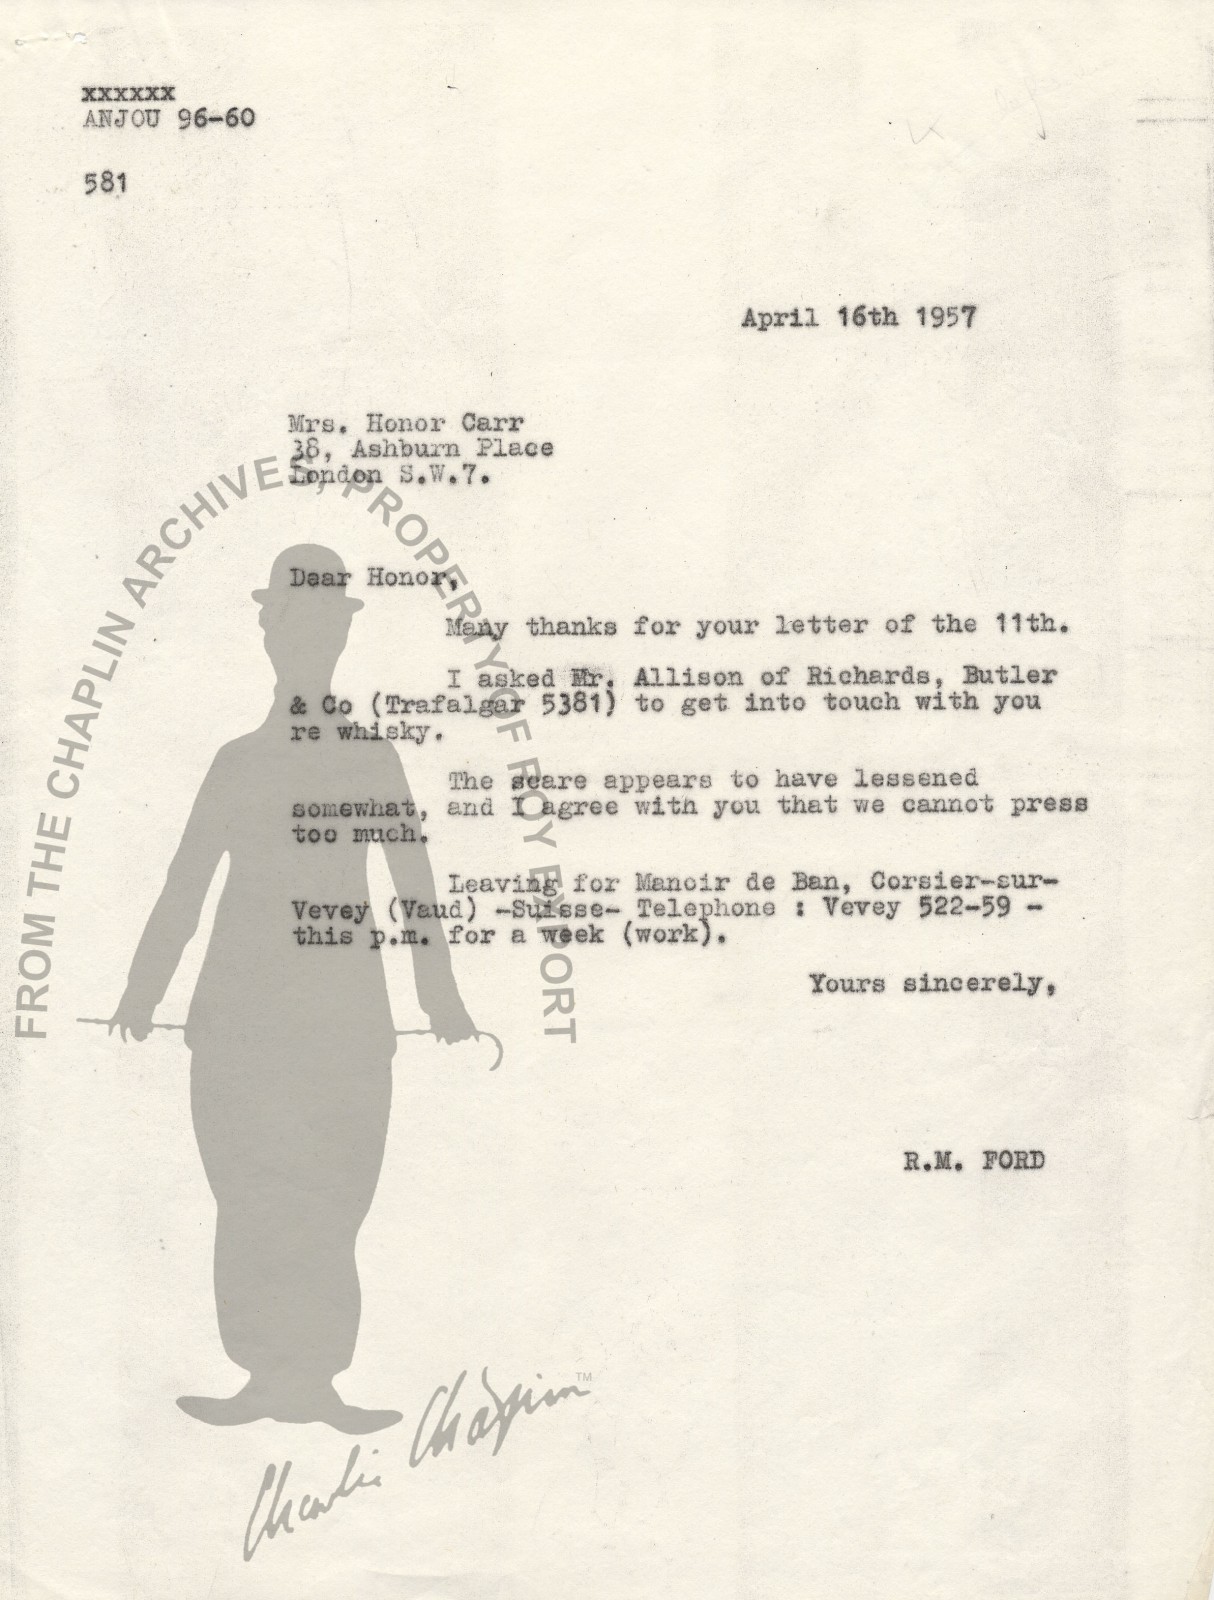 xxxxxx
ANJOU 96-60
581
April 16th 1957
Mrs. Honor Carr
38, Ashburn Place
London S.W.7.
Dear Honor,
Many thanks for your letter of the 11th.
I asked Mr. Allison of Richards, Butler
& Co (Trafalgar 5381) to get into touch with you
re whisky.
The scare appears to have lessened
somewhat, and I agree with you that we cannot press
too much.
Leaving for Manoir de Ban, Corsier-sur-
Vevey (Vaud) -Suisse- Telephone : Vevey 522-59 -
this p.m. for a week (work).
Yours sincerely,
R.M. FORD
FROM THE CHAPLIN ARCHIVES, PROPERTY OF ROY EXPORT
Charlie Chaplin
TM